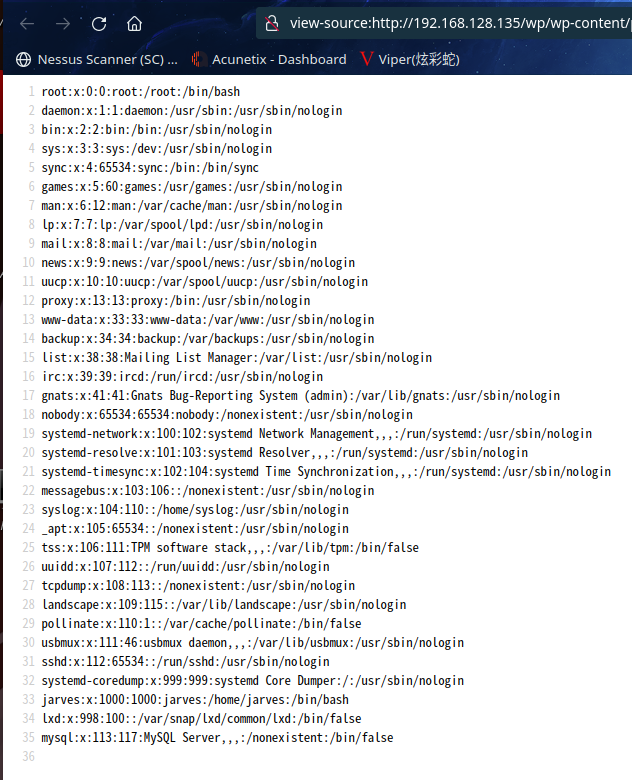 view-source:http://192.168.128.135/wp/wp-content/
Nessus Scanner (SC) ... Acunetix - Dashboard Viper(炫彩蛇)
1 root:x:0:0:root:/root:/bin/bash
2 daemon:x:1:1:daemon:/usr/sbin:/usr/sbin/nologin
3 bin:x:2:2:bin:/bin:/usr/sbin/nologin
4 sys:x:3:3:sys:/dev:/usr/sbin/nologin
5 sync:x:4:65534:sync:/bin:/bin/sync
6 games:x:5:60:games:/usr/games:/usr/sbin/nologin
7 man:x:6:12:man:/var/cache/man:/usr/sbin/nologin
8 lp:x:7:7:lp:/var/spool/lpd:/usr/sbin/nologin
9 mail:x:8:8:mail:/var/mail:/usr/sbin/nologin
10 news:x:9:9:news:/var/spool/news:/usr/sbin/nologin
11 uucp:x:10:10:uucp:/var/spool/uucp:/usr/sbin/nologin
12 proxy:x:13:13:proxy:/bin:/usr/sbin/nologin
13 www-data:x:33:33:www-data:/var/www:/usr/sbin/nologin
14 backup:x:34:34:backup:/var/backups:/usr/sbin/nologin
15 list:x:38:38:Mailing List Manager:/var/list:/usr/sbin/nologin
16 irc:x:39:39:ircd:/run/ircd:/usr/sbin/nologin
17 gnats:x:41:41:Gnats Bug-Reporting System (admin):/var/lib/gnats:/usr/sbin/nologin
18 nobody:x:65534:65534:nobody:/nonexistent:/usr/sbin/nologin
19 systemd-network:x:100:102:systemd Network Management,,,:/run/systemd:/usr/sbin/nologin
20 systemd-resolve:x:101:103:systemd Resolver,,,:/run/systemd:/usr/sbin/nologin
21 systemd-timesync:x:102:104:systemd Time Synchronization,,,:/run/systemd:/usr/sbin/nologin
22 messagebus:x:103:106::/nonexistent:/usr/sbin/nologin
23 syslog:x:104:110::/home/syslog:/usr/sbin/nologin
24 _apt:x:105:65534::/nonexistent:/usr/sbin/nologin
25 tss:x:106:111:TPM software stack,,,:/var/lib/tpm:/bin/false
26 uuidd:x:107:112::/run/uuidd:/usr/sbin/nologin
27 tcpdump:x:108:113::/nonexistent:/usr/sbin/nologin
28 landscape:x:109:115::/var/lib/landscape:/usr/sbin/nologin
29 pollinate:x:110:1::/var/cache/pollinate:/bin/false
30 usbmux:x:111:46:usbmux daemon,,,:/var/lib/usbmux:/usr/sbin/nologin
31 sshd:x:112:65534::/run/sshd:/usr/sbin/nologin
32 systemd-coredump:x:999:999:systemd Core Dumper:/:/usr/sbin/nologin
33 jarves:x:1000:1000:jarves:/home/jarves:/bin/bash
34 lxd:x:998:100::/var/snap/lxd/common/lxd:/bin/false
35 mysql:x:113:117:MySQL Server,,,:/nonexistent:/bin/false
36